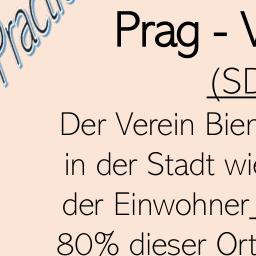 Practi
Prag - V
(SD
Der Verein Bien
in der Stadt wie
der Einwohner_
80% dieser Ort